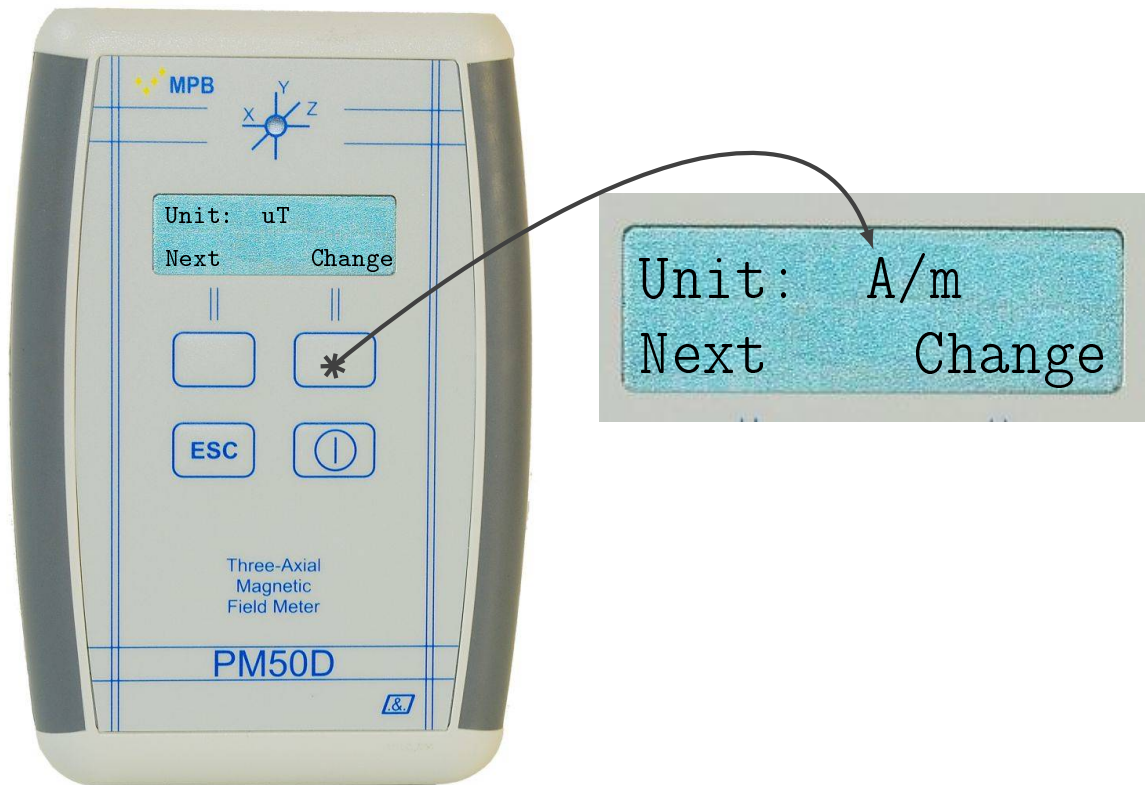 MPB
Y
X Z
Unit: uT
Next Change
ESC
Three-Axial
Magnetic
Field Meter
PM50D
.&.
Unit: A/m
Next Change